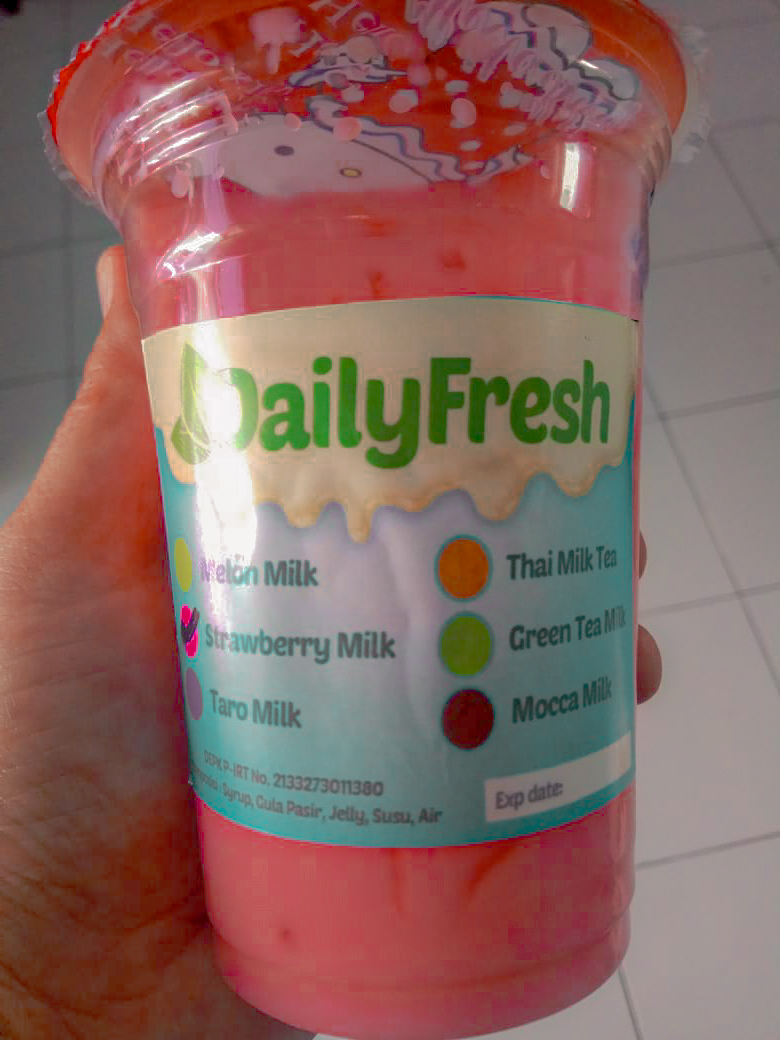 DailyFresh
Melon Milk
Strawberry Milk
Taro Milk
Thai Milk Tea
Green Tea Milk
Mocca Milk
P-IRT No. 2133273011380
Syrup, Gula Pasir, Jelly, Susu, Air
Exp date: